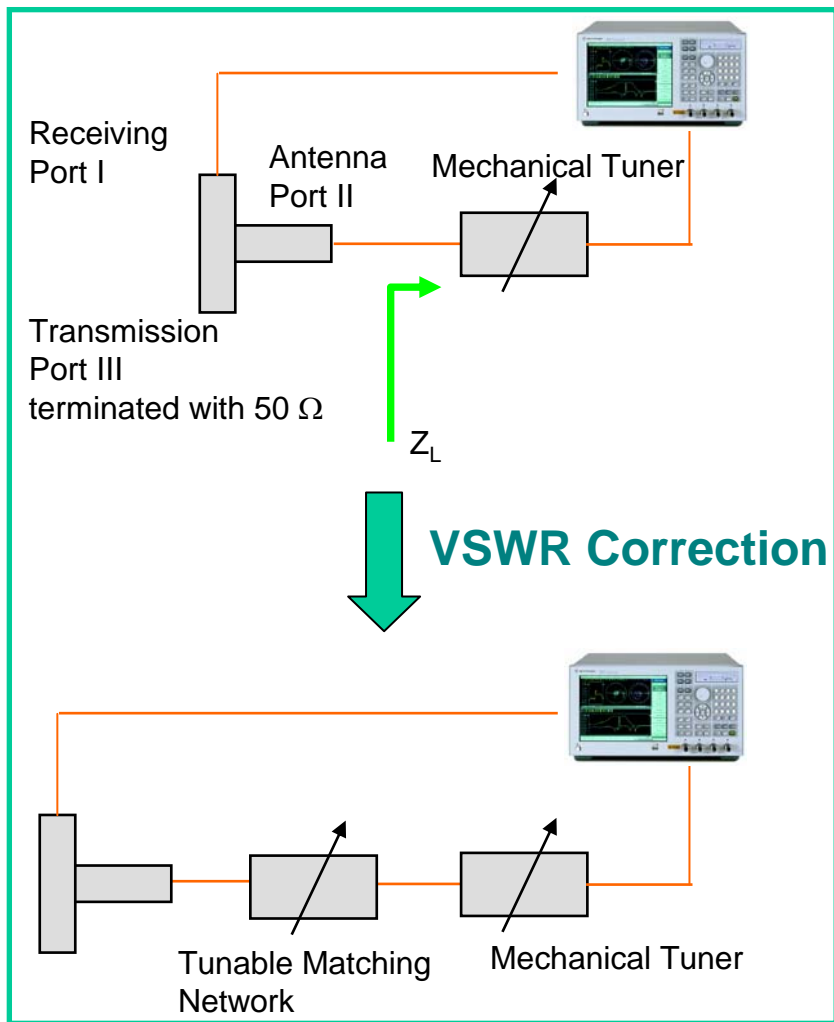 Receiving
Port I
Antenna
Port II
Mechanical Tuner
Transmission
Port III
terminated with 50 Ω
Z_L
VSWR Correction
Tunable Matching
Network
Mechanical Tuner